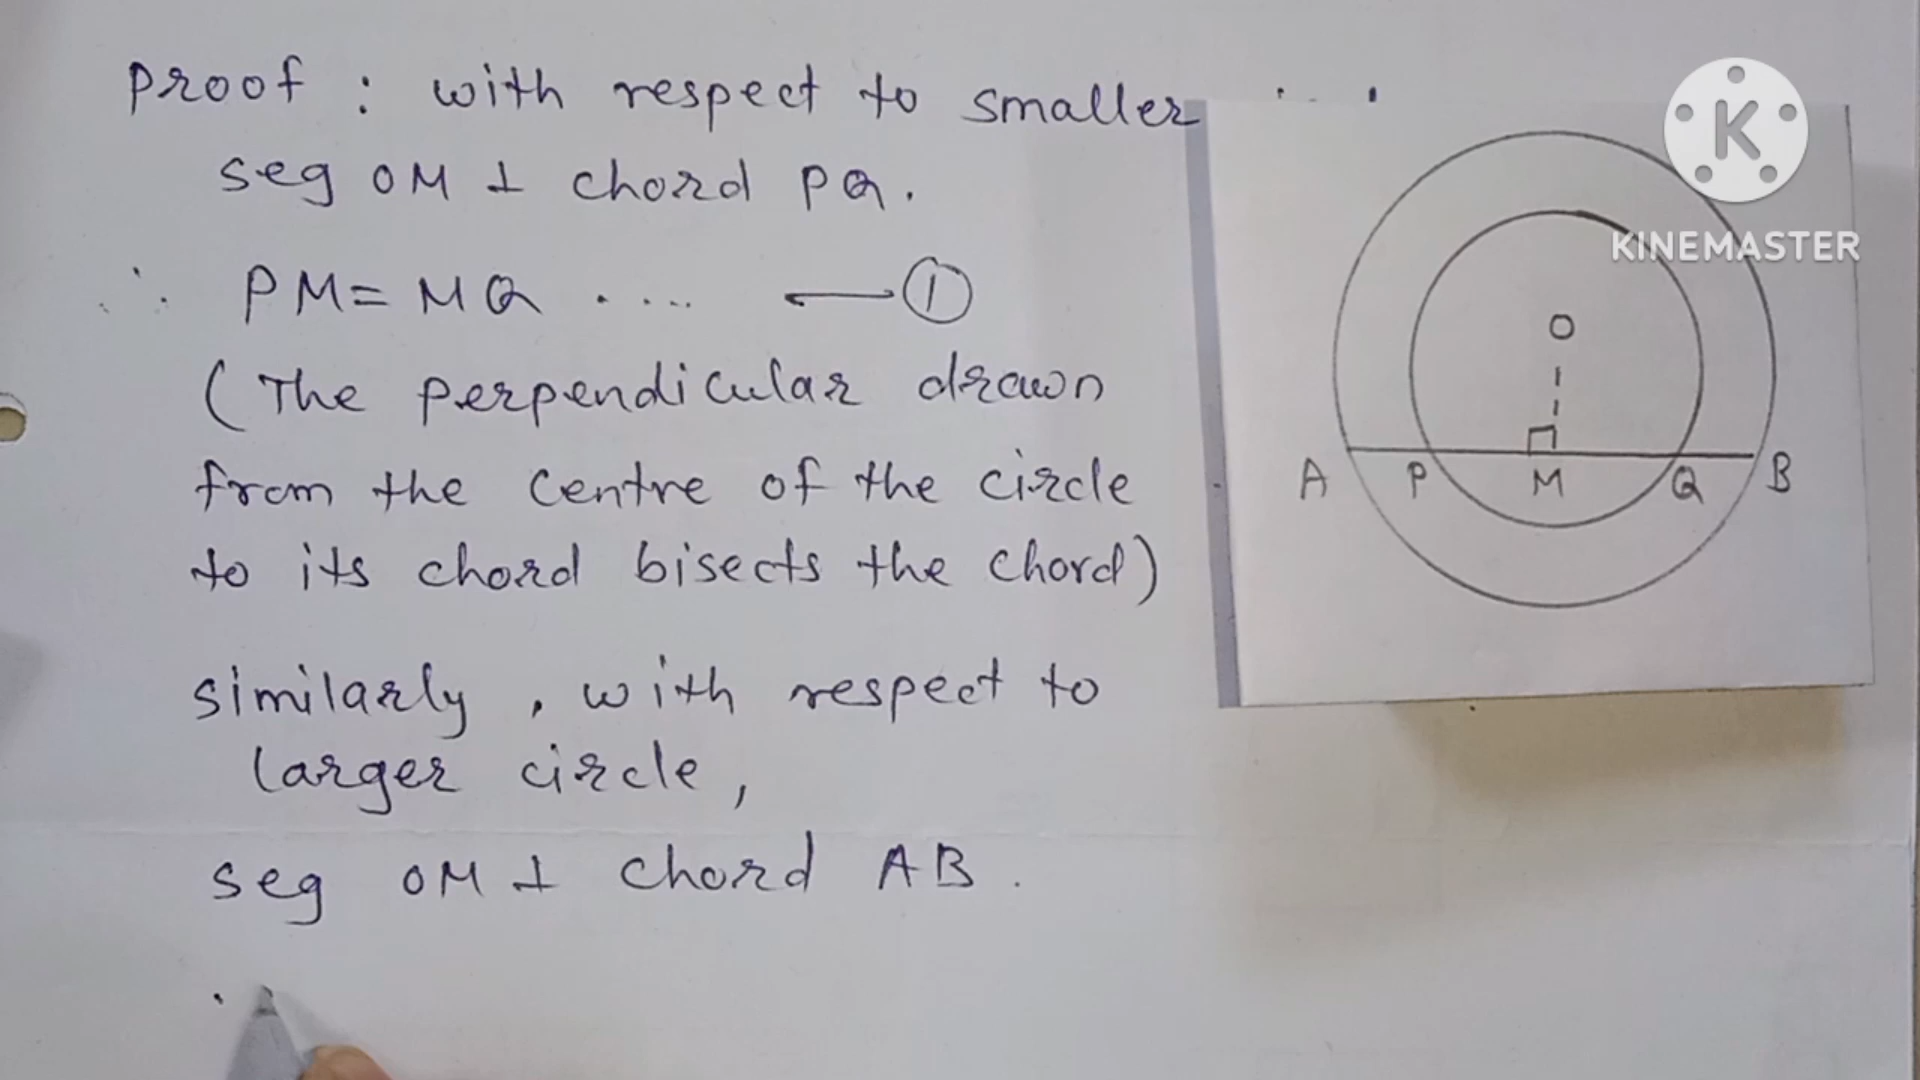 Proof : with respect to smaller
seg OM ⊥ chord PQ.
∴ PM = MQ .... — ①
(The perpendicular drawn
from the centre of the circle
to its chord bisects the chord)
similarly, with respect to
larger circle,
seg OM ⊥ chord AB.
K
KINEMASTER
O
A P M Q B